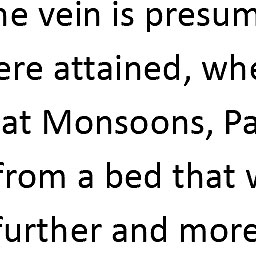 he vein is presum
ere attained, whe
at Monsoons, Pa
from a bed that
further and more